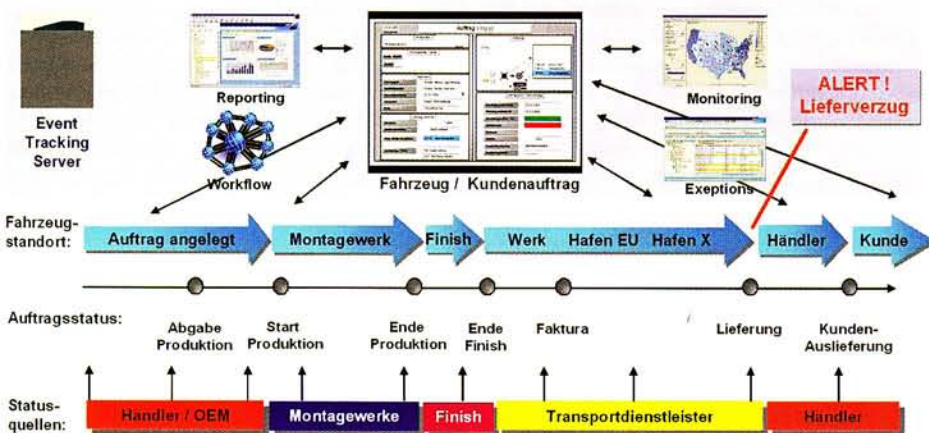 Event
Tracking
Server
Reporting
Workflow
Auftrag
Fahrzeug / Kundenauftrag
Monitoring
Exeptions
ALERT !
Lieferverzug
Fahrzeug-
standort:
Auftrag angelegt
Montagewerk
Finish
Werk Hafen EU Hafen X
Händler
Kunde
Auftragsstatus:
Abgabe
Produktion
Start
Produktion
Ende
Produktion
Ende
Finish
Faktura
Lieferung
Kunden-
Auslieferung
Status-
quellen:
Händler / OEM
Montagewerke
Finish
Transportdienstleister
Händler